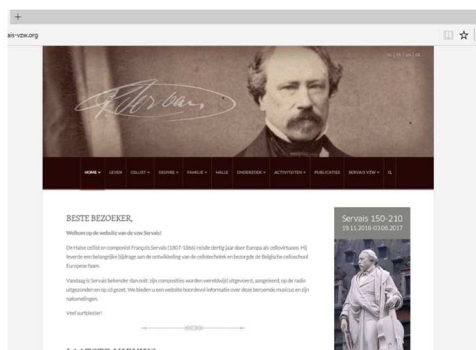 ais-vzw.org
HOME
LEVEN
CELLIST
OEUVRE
FAMILIE
HALLE
ONDERZOEK
ACTIVITEITEN
PUBLICATIES
SERVAIS VZW
BESTE BEZOEKER,
Welkom op de website van de vzw Servais!
De Halse cellist en componist François Servais (1807-1866) reisde dertig jaar door Europa als cellovirtuoos. Hij
leverde een belangrijke bijdrage aan de ontwikkeling van de cellotechniek en bezorgde de Belgische celloschool
Europese faam.
Vandaag is Servais bekender dan ooit: zijn composities worden wereldwijd uitgevoerd, aangeleerd, op de radio
uitgezonden en op cd gezet. We bieden u een website boordevol informatie over deze beroemde musicus en zijn
nakomelingen.
Veel surfplezier!
Servais 150-210
19.11.2016-03.06.2017